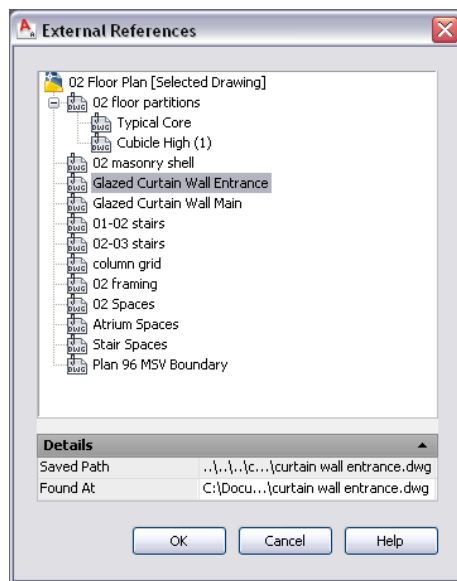 External References
02 Floor Plan [Selected Drawing]
02 floor partitions
Typical Core
Cubicle High (1)
02 masonry shell
Glazed Curtain Wall Entrance
Glazed Curtain Wall Main
01-02 stairs
02-03 stairs
column grid
02 framing
02 Spaces
Atrium Spaces
Stair Spaces
Plan 96 MSV Boundary
Details
Saved Path ..\..\..\c...\curtain wall entrance.dwg
Found At C:\Docu...\curtain wall entrance.dwg
OK Cancel Help